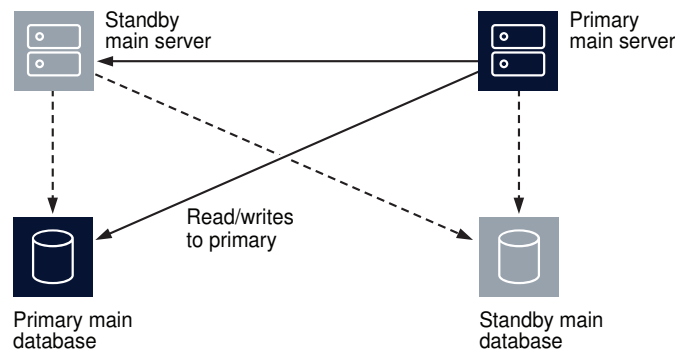 Standby
main server
Primary
main server
Read/writes
to primary
Primary main
database
Standby main
database